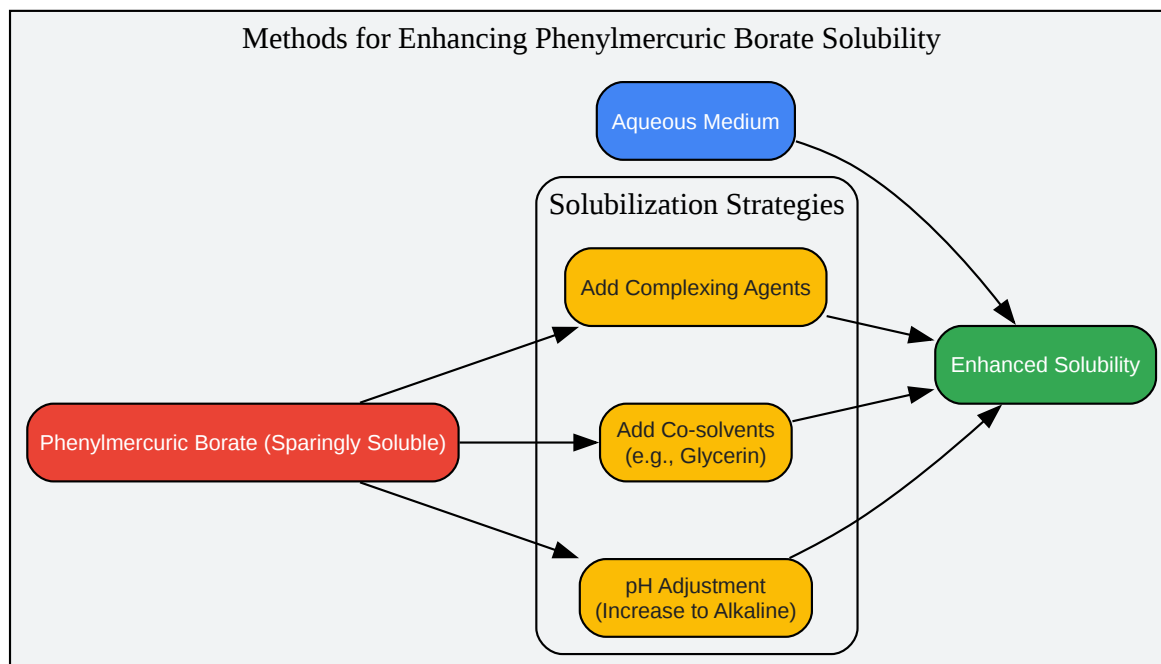 Methods for Enhancing Phenylmercuric Borate Solubility
Aqueous Medium
Solubilization Strategies
Add Complexing Agents
Enhanced Solubility
Phenylmercuric Borate (Sparingly Soluble)
Add Co-solvents
(e.g., Glycerin)
pH Adjustment
(Increase to Alkaline)